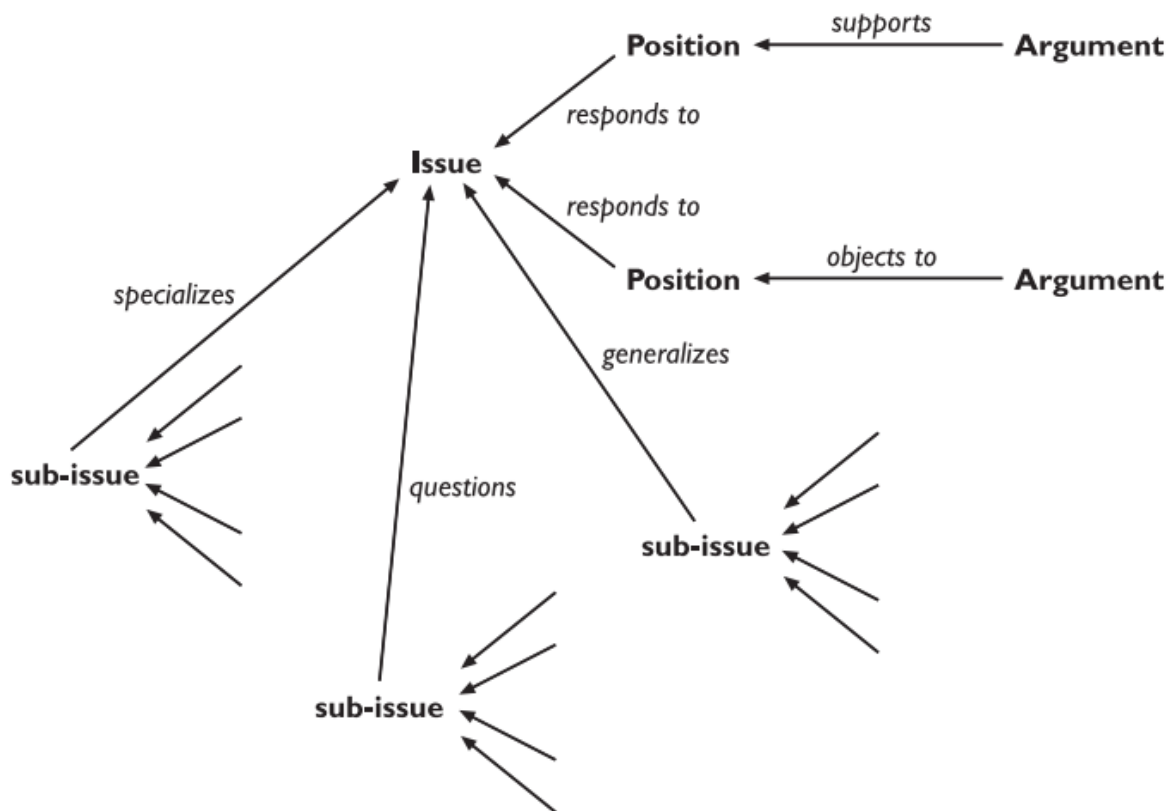 supports
Position
Argument
responds to
Issue
responds to
objects to
Position
Argument
specializes
generalizes
sub-issue
questions
sub-issue
sub-issue